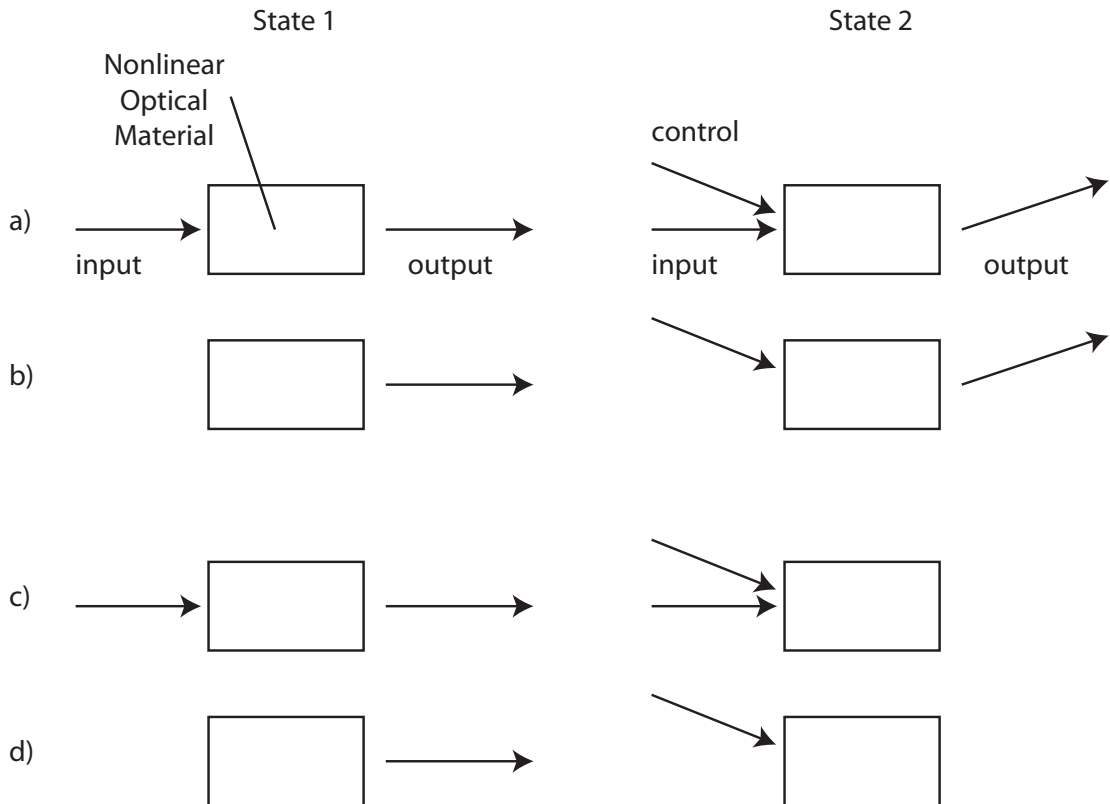 State 1
State 2
Nonlinear
Optical
Material
control
a)
input
output
input
output
b)
c)
d)